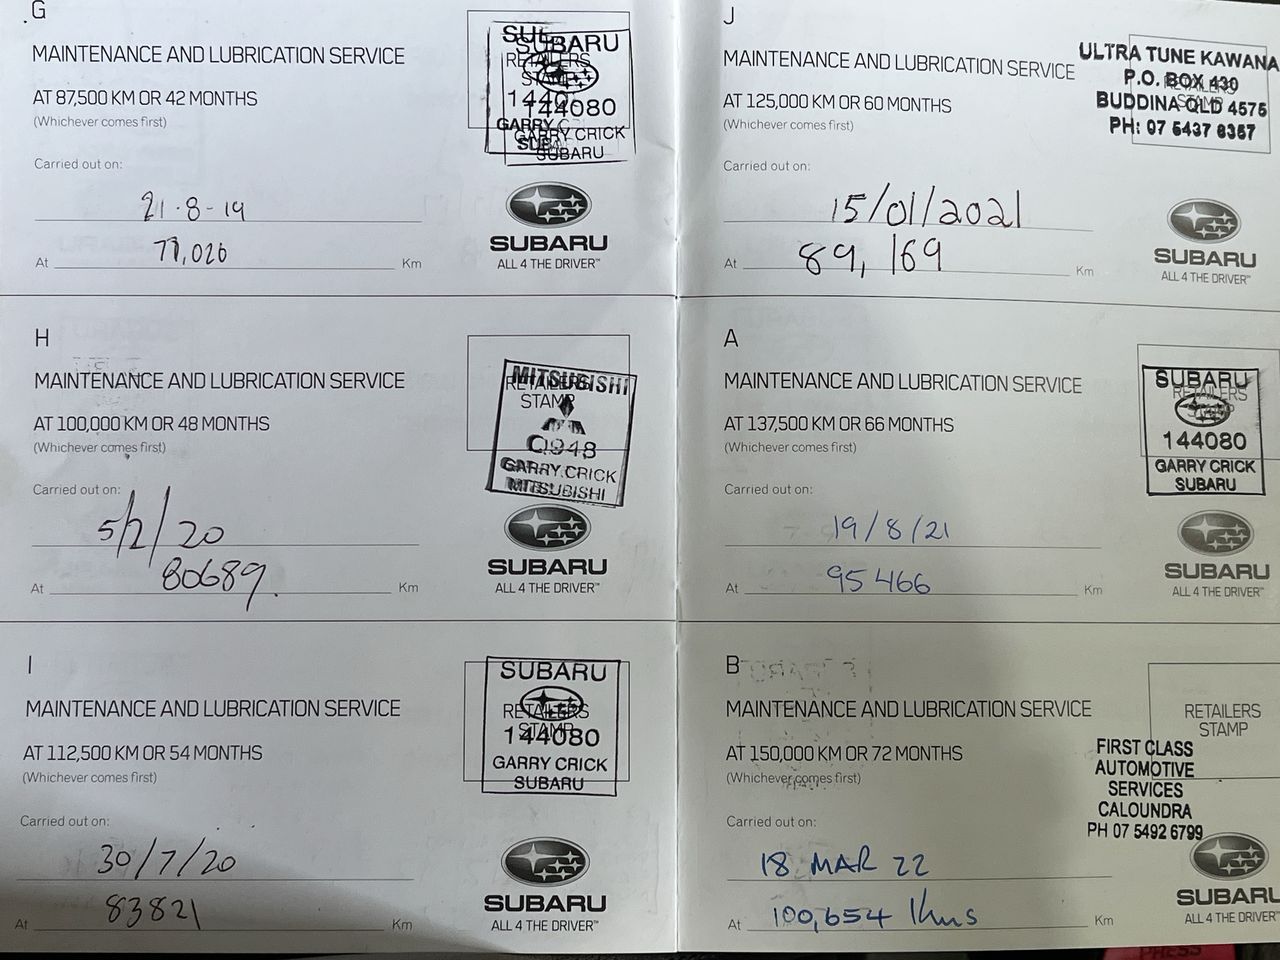 G
MAINTENANCE AND LUBRICATION SERVICE
AT 87,500 KM OR 42 MONTHS
(Whichever comes first)
Carried out on:
21-8-19
At 77,026 Km
SUBARU
RETAILERS
STAMP
144080
GARRY CRICK
SUBARU
SUBARU
ALL 4 THE DRIVER™
H
MAINTENANCE AND LUBRICATION SERVICE
AT 100,000 KM OR 48 MONTHS
(Whichever comes first)
Carried out on:
5/2/20
At 80689. Km
MITSUBISHI
RETAILERS
STAMP
Q948
GARRY CRICK
MITSUBISHI
SUBARU
ALL 4 THE DRIVER™
I
MAINTENANCE AND LUBRICATION SERVICE
AT 112,500 KM OR 54 MONTHS
(Whichever comes first)
Carried out on:
30/7/20
At 83821 Km
SUBARU
RETAILERS
STAMP
144080
GARRY CRICK
SUBARU
SUBARU
ALL 4 THE DRIVER™
J
MAINTENANCE AND LUBRICATION SERVICE
AT 125,000 KM OR 60 MONTHS
(Whichever comes first)
Carried out on:
15/01/2021
At 89,169 Km
ULTRA TUNE KAWANA
P.O. BOX 430
RETAILERS
STAMP
BUDDINA QLD 4575
PH: 07 5437 8357
SUBARU
ALL 4 THE DRIVER™
A
MAINTENANCE AND LUBRICATION SERVICE
AT 137,500 KM OR 66 MONTHS
(Whichever comes first)
Carried out on:
19/8/21
At 95466 Km
SUBARU
RETAILERS
STAMP
144080
GARRY CRICK
SUBARU
SUBARU
ALL 4 THE DRIVER™
B
MAINTENANCE AND LUBRICATION SERVICE
AT 150,000 KM OR 72 MONTHS
(Whichever comes first)
Carried out on:
18 MAR 22
At 100,654 Kms Km
RETAILERS
STAMP
FIRST CLASS
AUTOMOTIVE
SERVICES
CALOUNDRA
PH 07 5492 6799
SUBARU
ALL 4 THE DRIVER™